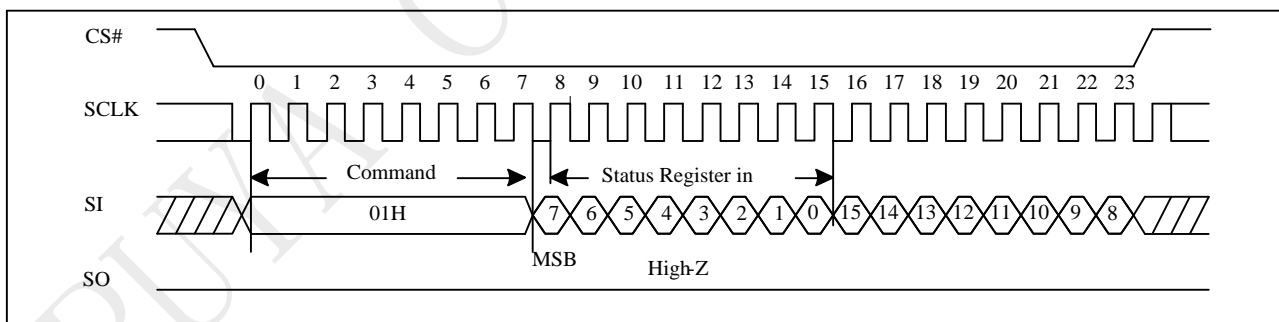 CS#
0 1 2 3 4 5 6 7 8 9 10 11 12 13 14 15 16 17 18 19 20 21 22 23
SCLK
Command Status Register in
SI 01H 7 6 5 4 3 2 1 0 15 14 13 12 11 10 9 8
MSB High-Z
SO
PUYA